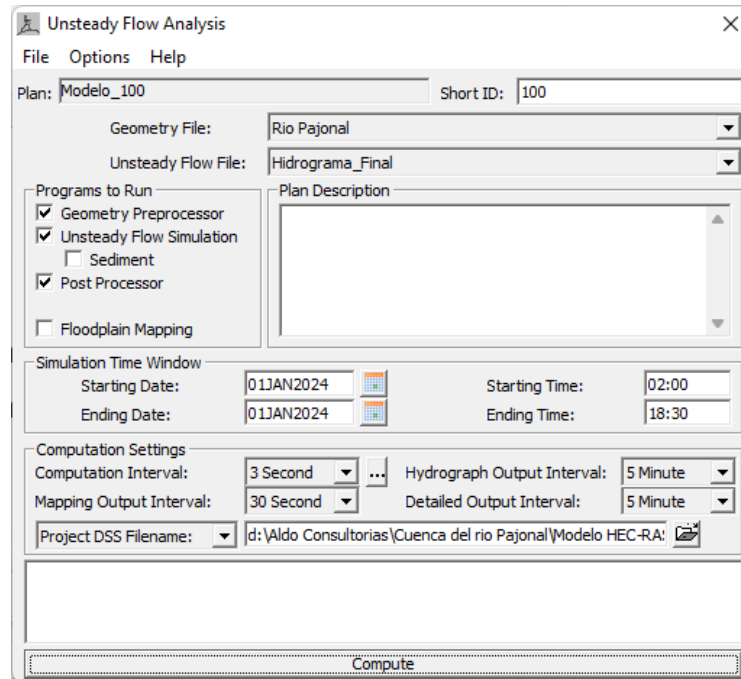 Unsteady Flow Analysis
File Options Help
Plan: Modelo_100 Short ID: 100
Geometry File: Rio Pajonal
Unsteady Flow File: Hidrograma_Final
Programs to Run
Geometry Preprocessor
Unsteady Flow Simulation
Sediment
Post Processor
Floodplain Mapping
Plan Description
Simulation Time Window
Starting Date: 01JAN2024 Starting Time: 02:00
Ending Date: 01JAN2024 Ending Time: 18:30
Computation Settings
Computation Interval: 3 Second ... Hydrograph Output Interval: 5 Minute
Mapping Output Interval: 30 Second Detailed Output Interval: 5 Minute
Project DSS Filename: d:\Aldo Consultorias\Cuenca del rio Pajonal\Modelo HEC-RA
Compute